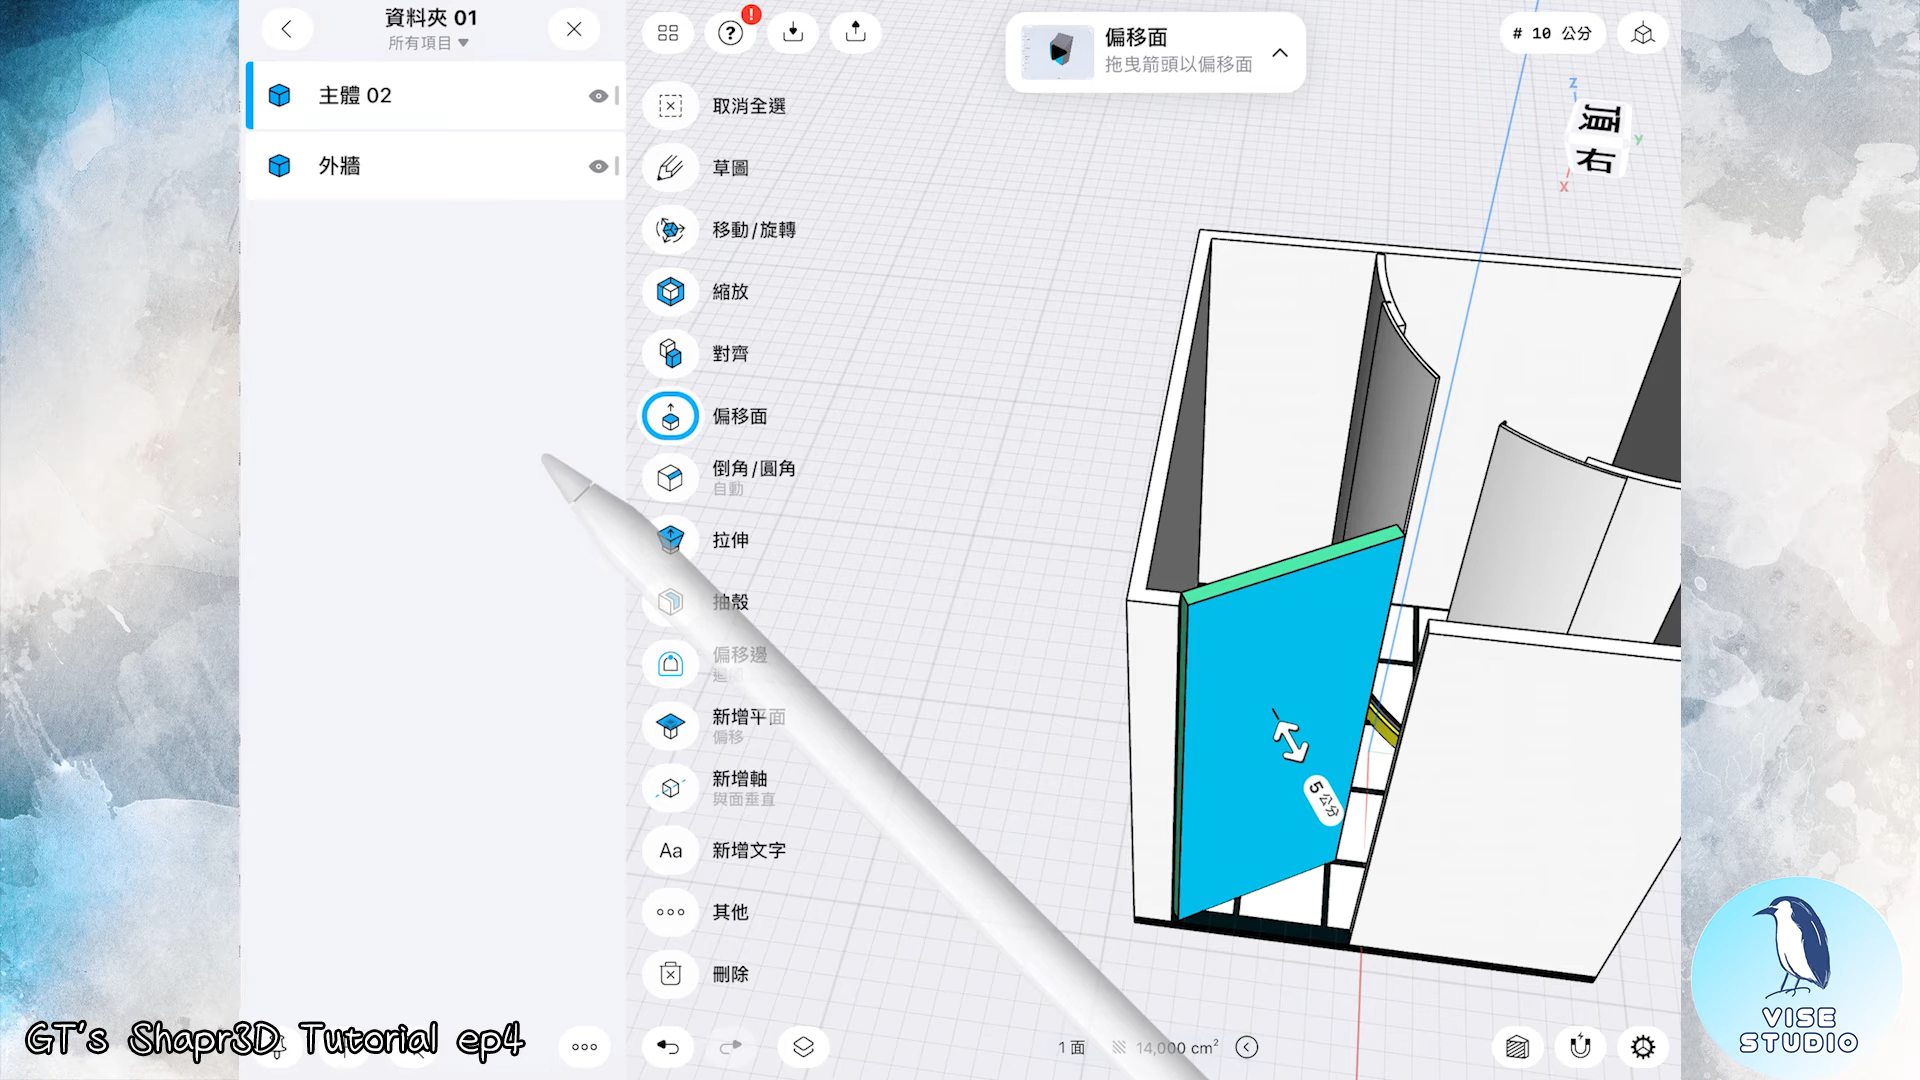 資料夾 01
所有項目
主體 02
外牆
取消全選
草圖
移動/旋轉
縮放
對齊
偏移面
倒角/圓角
自動
拉伸
抽殼
偏移邊
新增平面
偏移
新增軸
與面垂直
Aa
新增文字
其他
刪除
偏移面
拖曳箭頭以偏移面
# 10 公分
Z
頂
Y
右
X
5 公分
1 面
14,000 cm²
GT's Shapr3D Tutorial ep4
VISE
STUDIO